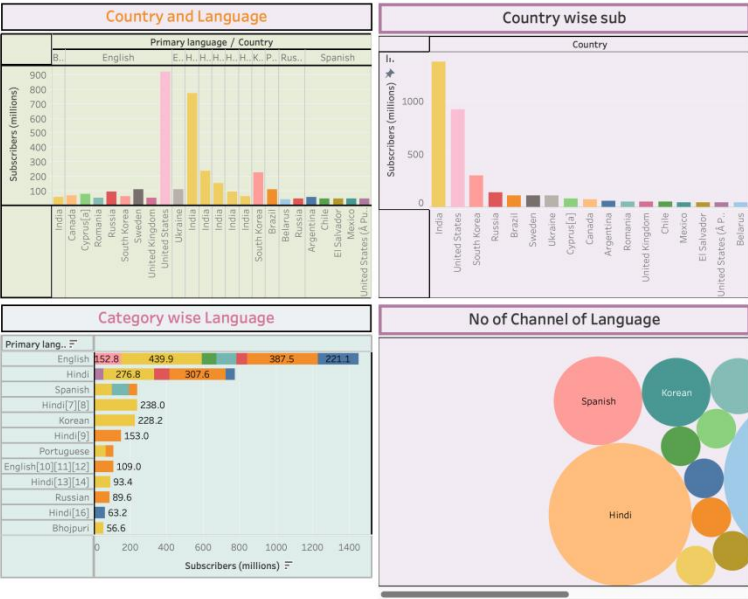 Country and Language
Primary language / Country
B.. English E.. H.. H.. H.. H.. H.. K.. P.. Rus.. Spanish
Subscribers (millions)
900
800
700
600
500
400
300
200
100
India
Canada
Cyprus[a]
Romania
Russia
South Korea
Sweden
United Kingdom
United States
Ukraine
India
India
India
India
India
South Korea
Brazil
Belarus
Russia
Argentina
Chile
El Salvador
Mexico
United States (Â Pu..
Country wise sub
Country
Subscribers (millions)
1000
500
0
India
United States
South Korea
Russia
Brazil
Sweden
Ukraine
Cyprus[a]
Canada
Argentina
Romania
United Kingdom
Chile
Mexico
El Salvador
United States (Â P..
Belarus
Category wise Language
Primary lang..
English 152.8 439.9 387.5 221.1
Hindi 276.8 307.6
Spanish
Hindi[7][8] 238.0
Korean 228.2
Hindi[9] 153.0
Portuguese
English[10][11][12] 109.0
Hindi[13][14] 93.4
Russian 89.6
Hindi[16] 63.2
Bhojpuri 56.6
0 200 400 600 800 1000 1200 1400
Subscribers (millions)
No of Channel of Language
Spanish
Korean
Hindi